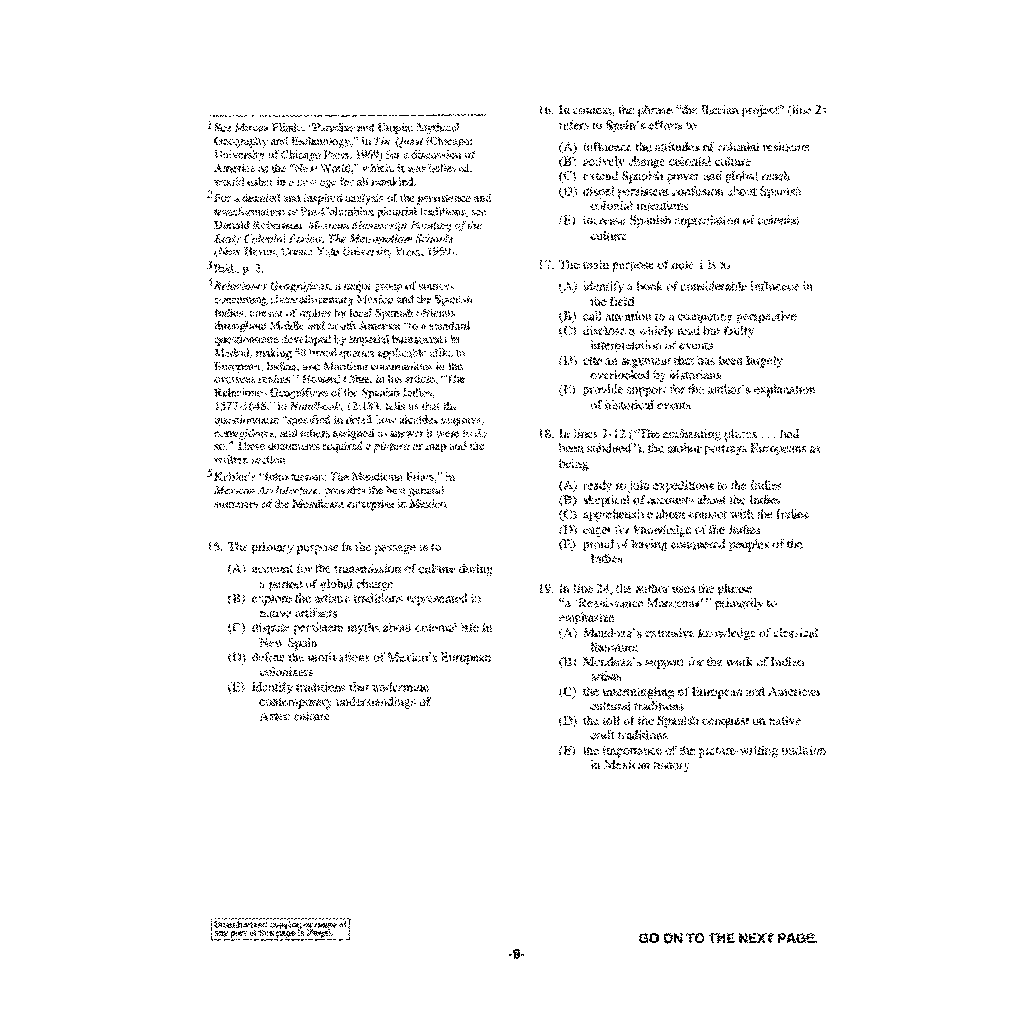 1 See Mircea Eliade, "Paradise and Utopia: Mythical
Geography and Eschatology," in The Quest (Chicago:
University of Chicago Press, 1969) for a discussion of
America as the "New World," which, it was believed,
would usher in a new age for all mankind.
2 For a detailed and inspired analysis of the persistence and
transformation of Pre-Columbian pictorial traditions, see
Donald Robertson, Mexican Manuscript Painting of the
Early Colonial Period: The Metropolitan Schools
(New Haven, Conn.: Yale University Press, 1959).
3 Ibid., p. 2.
4 Relaciones Geográficas, a major group of sources
concerning sixteenth-century Mexico and the Spanish
Indies, consist of replies by local Spanish officials
throughout Middle and South America "to a standard
questionnaire developed by imperial bureaucrats in
Madrid, making 50 broad queries applicable alike to
European, Indian, and Maritime communities in the
overseas realms." Howard Cline, in his article, "The
Relaciones Geográficas of the Spanish Indies,
1577-1648," in Handbook, 12:183, tells us that the
questionnaire "specified in detail how alcaldes mayores,
corregidores, and others assigned to answer it were to do
so." These documents required a picture or map and the
written section.
5 Keleher's "Introduction: The Mendicant Friars," in
Mexican Architecture, presents the best general
summary of the Mendicant enterprise in Mexico.
15. The primary purpose in the passage is to
(A) account for the transmission of culture during
a period of global change
(B) explore the artistic traditions represented in
native artifacts
(C) dispute persistent myths about colonial life in
New Spain
(D) define the motivations of Mexico's European
colonizers
(E) identify traditions that undermine
contemporary understandings of
Aztec culture
16. In context, the phrase "the Iberian project" (line 2)
refers to Spain's efforts to
(A) influence the attitudes of colonial residents
(B) actively change colonial culture
(C) extend Spanish power and global reach
(D) dispel persistent confusion about Spanish
colonial intentions
(E) increase Spanish appreciation of colonial
culture
17. The main purpose of note 1 is to
(A) identify a book of considerable influence in
the field
(B) call attention to a competing perspective
(C) disclose a widely read but faulty
interpretation of events
(D) cite an argument that has been largely
overlooked by historians
(E) provide support for the author's explanation
of historical events
18. In lines 3-12 ("The enchanting places . . . had
been subdued"), the author portrays Europeans as
being
(A) ready to join expeditions to the Indies
(B) skeptical of accounts about the Indies
(C) apprehensive about contact with the Indies
(D) eager for knowledge of the Indies
(E) proud of having conquered peoples of the
Indies
19. In line 24, the author uses the phrase
"a 'Renaissance Maecenas'" primarily to
emphasize
(A) Mendoza's extensive knowledge of classical
literature
(B) Mendoza's support for the work of Indian
artists
(C) the intermingling of European and American
cultural traditions
(D) the toll of the Spanish conquest on native
craft traditions
(E) the importance of the picture-writing tradition
in Mexican history
Unauthorized copying or reuse of
any part of this page is illegal.
GO ON TO THE NEXT PAGE.
-9-